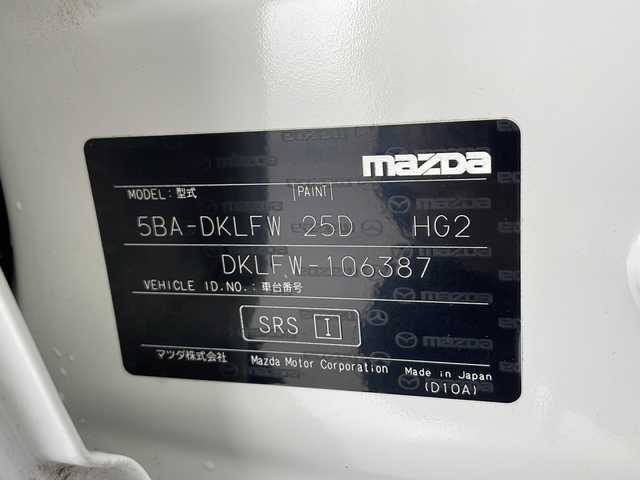 mazda
MODEL:型式 PAINT
5BA-DKLFW 25D HG2
DKLFW-106387
VEHICLE ID.NO.:車台番号
SRS I
マツダ株式会社 Mazda Motor Corporation Made in Japan
(D10A)